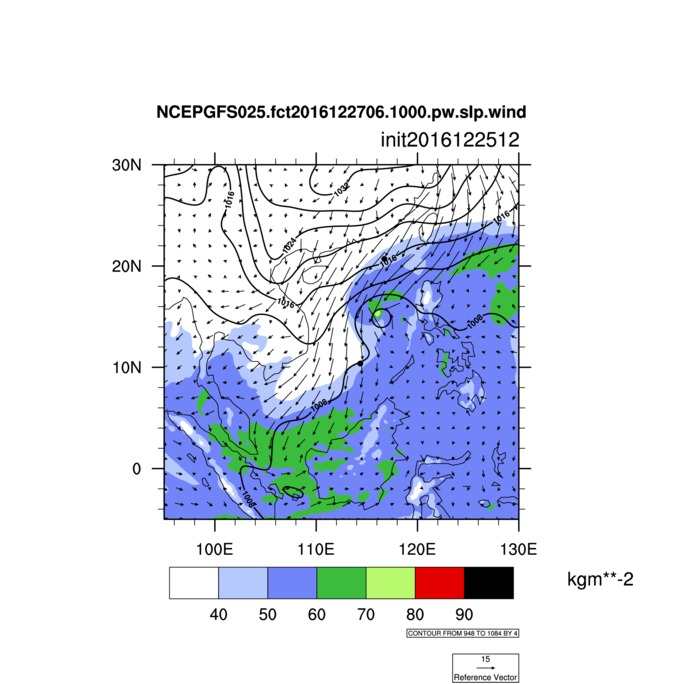 NCEPGFS025.fct2016122706.1000.pw.slp.wind
init2016122512
30N
1032
1016
1016
1024
20N
1016
1016
1008
10N
1008
0
1008
100E 110E 120E 130E
kgm**-2
40 50 60 70 80 90
CONTOUR FROM 948 TO 1084 BY 4
15
Reference Vector